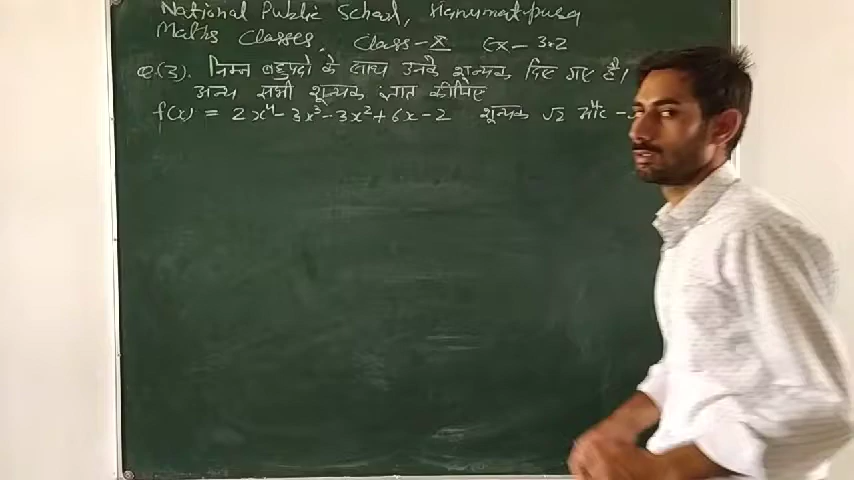 National Public School, Hanumatpura
Maths Classes. Class - X Ex - 3.2
Q.(3). निम्न बहुपदो के साथ उनके शून्यक दिए गए है।
अन्य सभी शून्यक ज्ञात कीजिए
f(x) = 2x⁴ - 3x³ - 3x² + 6x - 2 शून्यक √2 और -